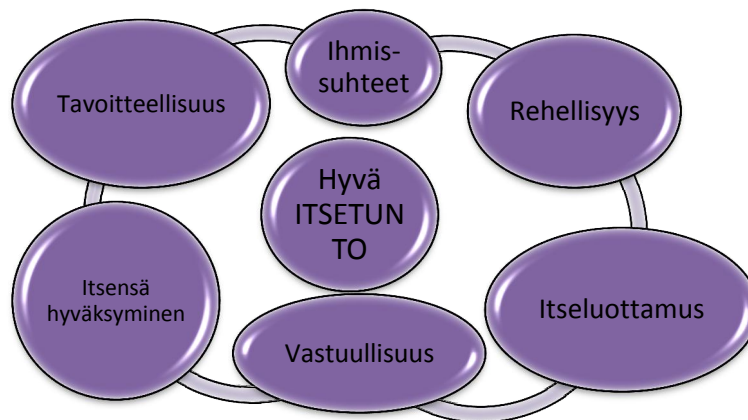 Ihmis-
suhteet
Tavoitteellisuus
Rehellisyys
Hyvä
ITSETUN
TO
Itsensä
hyväksyminen
Itseluottamus
Vastuullisuus